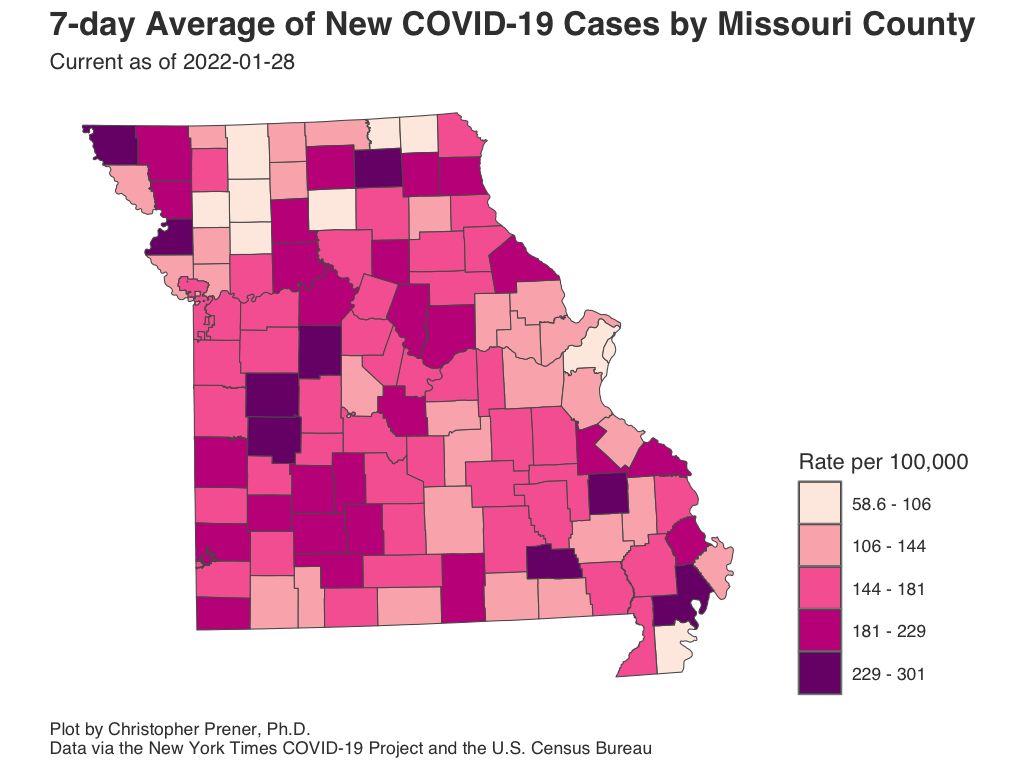 7-day Average of New COVID-19 Cases by Missouri County
Current as of 2022-01-28
Rate per 100,000
58.6 - 106
106 - 144
144 - 181
181 - 229
229 - 301
Plot by Christopher Prener, Ph.D.
Data via the New York Times COVID-19 Project and the U.S. Census Bureau